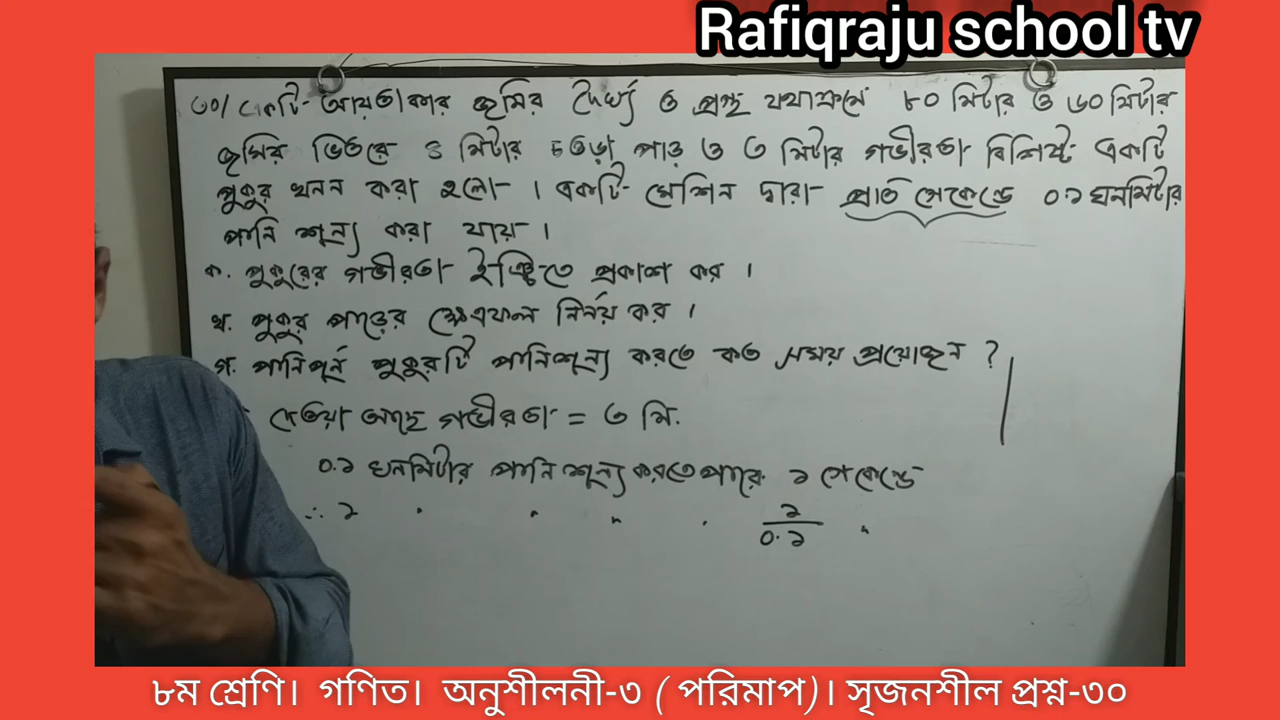 Rafiqraju school tv
৩০/ একটি আয়তাকার জমির দৈর্ঘ্য ও প্রস্থ যথাক্রমে ৮০ মিটার ও ৬০ মিটার
জমির ভিতরে ৪ মিটার চওড়া পাড় ও ৩ মিটার গভীরতা বিশিষ্ট একটি
পুকুর খনন করা হলো । একটি মেশিন দ্বারা প্রতি সেকেন্ডে ০.১ ঘনমিটার
পানি শূন্য করা যায় ।
ক. পুকুরের গভীরতা ইঞ্চিতে প্রকাশ কর ।
খ. পুকুর পাড়ের ক্ষেত্রফল নির্নয় কর ।
গ. পানিপূর্ন পুকুরটি পানিশূন্য করতে কত সময় প্রয়োজন ?
দেওয়া আছে গভীরতা = ৩ মি.
০.১ ঘনমিটার পানি শূন্য করতে পারে ১ সেকেন্ডে
∴ ১ " " " " ১/০.১ "
৮ম শ্রেণি। গণিত। অনুশীলনী-৩ ( পরিমাপ)। সৃজনশীল প্রশ্ন-৩০